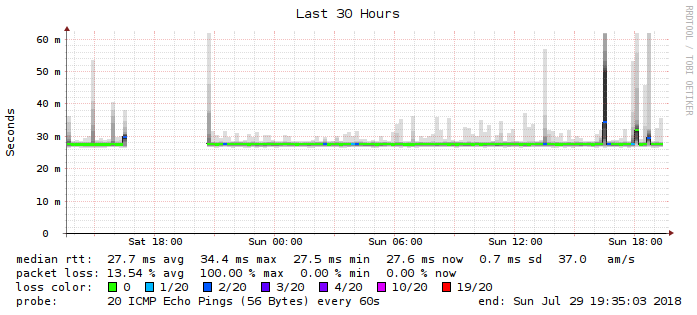 Last 30 Hours
RRDTOOL / TOBI OETIKER
Seconds
60 m
50 m
40 m
30 m
20 m
10 m
0
Sat 18:00 Sun 00:00 Sun 06:00 Sun 12:00 Sun 18:00
median rtt: 27.7 ms avg 34.4 ms max 27.5 ms min 27.6 ms now 0.7 ms sd 37.0 am/s
packet loss: 13.54 % avg 100.00 % max 0.00 % min 0.00 % now
loss color: 0 1/20 2/20 3/20 4/20 10/20 19/20
probe: 20 ICMP Echo Pings (56 Bytes) every 60s end: Sun Jul 29 19:35:03 2018